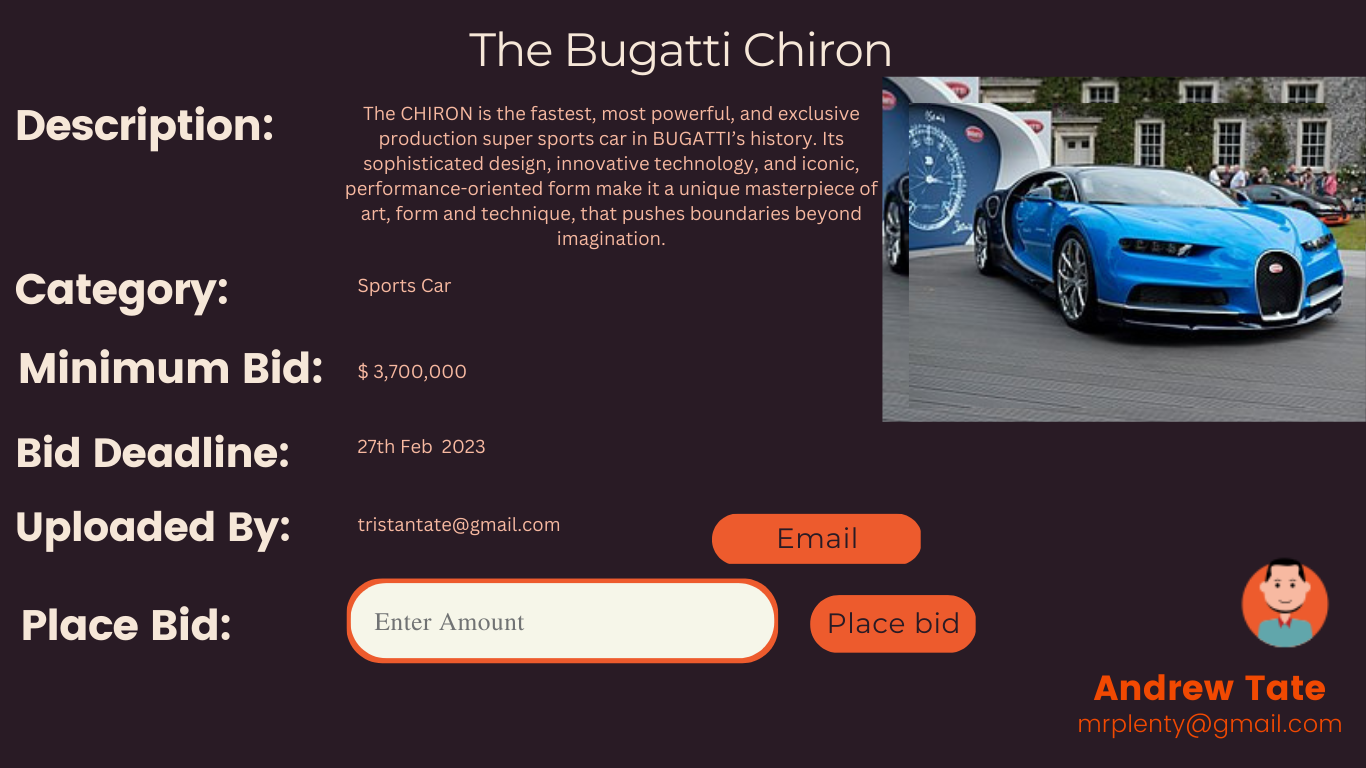 The Bugatti Chiron
Description:
The CHIRON is the fastest, most powerful, and exclusive
production super sports car in BUGATTI’s history. Its
sophisticated design, innovative technology, and iconic,
performance-oriented form make it a unique masterpiece of
art, form and technique, that pushes boundaries beyond
imagination.
Category:
Sports Car
Minimum Bid:
$ 3,700,000
Bid Deadline:
27th Feb 2023
Uploaded By:
tristantate@gmail.com
Email
Place Bid:
Enter Amount
Place bid
Andrew Tate
mrplenty@gmail.com